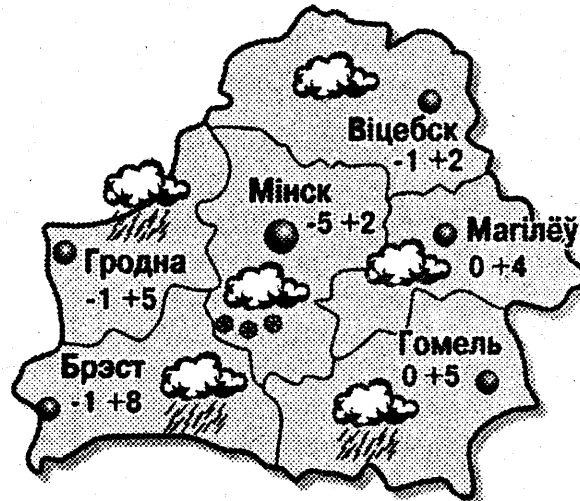 Віцебск
-1 +2
Мінск
-5 +2
Магілёў
0 +4
Гродна
-1 +5
Гомель
0 +5
Брэст
-1 +8